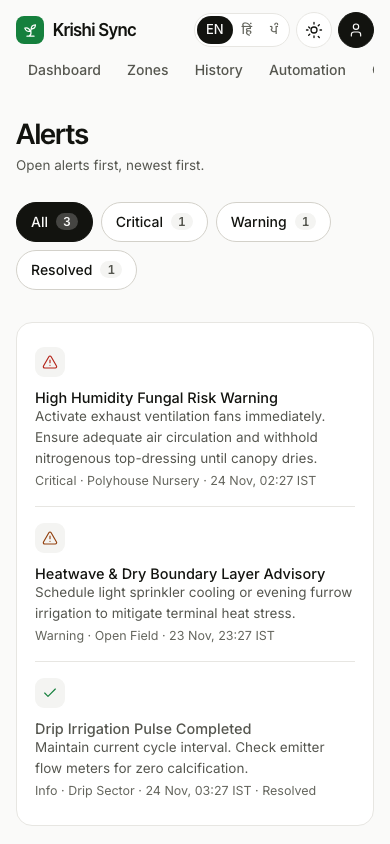 Krishi Sync
EN हिं ਪੰ
Dashboard Zones History Automation
Alerts
Open alerts first, newest first.
All 3 Critical 1 Warning 1
Resolved 1
High Humidity Fungal Risk Warning
Activate exhaust ventilation fans immediately.
Ensure adequate air circulation and withhold
nitrogenous top-dressing until canopy dries.
Critical · Polyhouse Nursery · 24 Nov, 02:27 IST
Heatwave & Dry Boundary Layer Advisory
Schedule light sprinkler cooling or evening furrow
irrigation to mitigate terminal heat stress.
Warning · Open Field · 23 Nov, 23:27 IST
Drip Irrigation Pulse Completed
Maintain current cycle interval. Check emitter
flow meters for zero calcification.
Info · Drip Sector · 24 Nov, 03:27 IST · Resolved